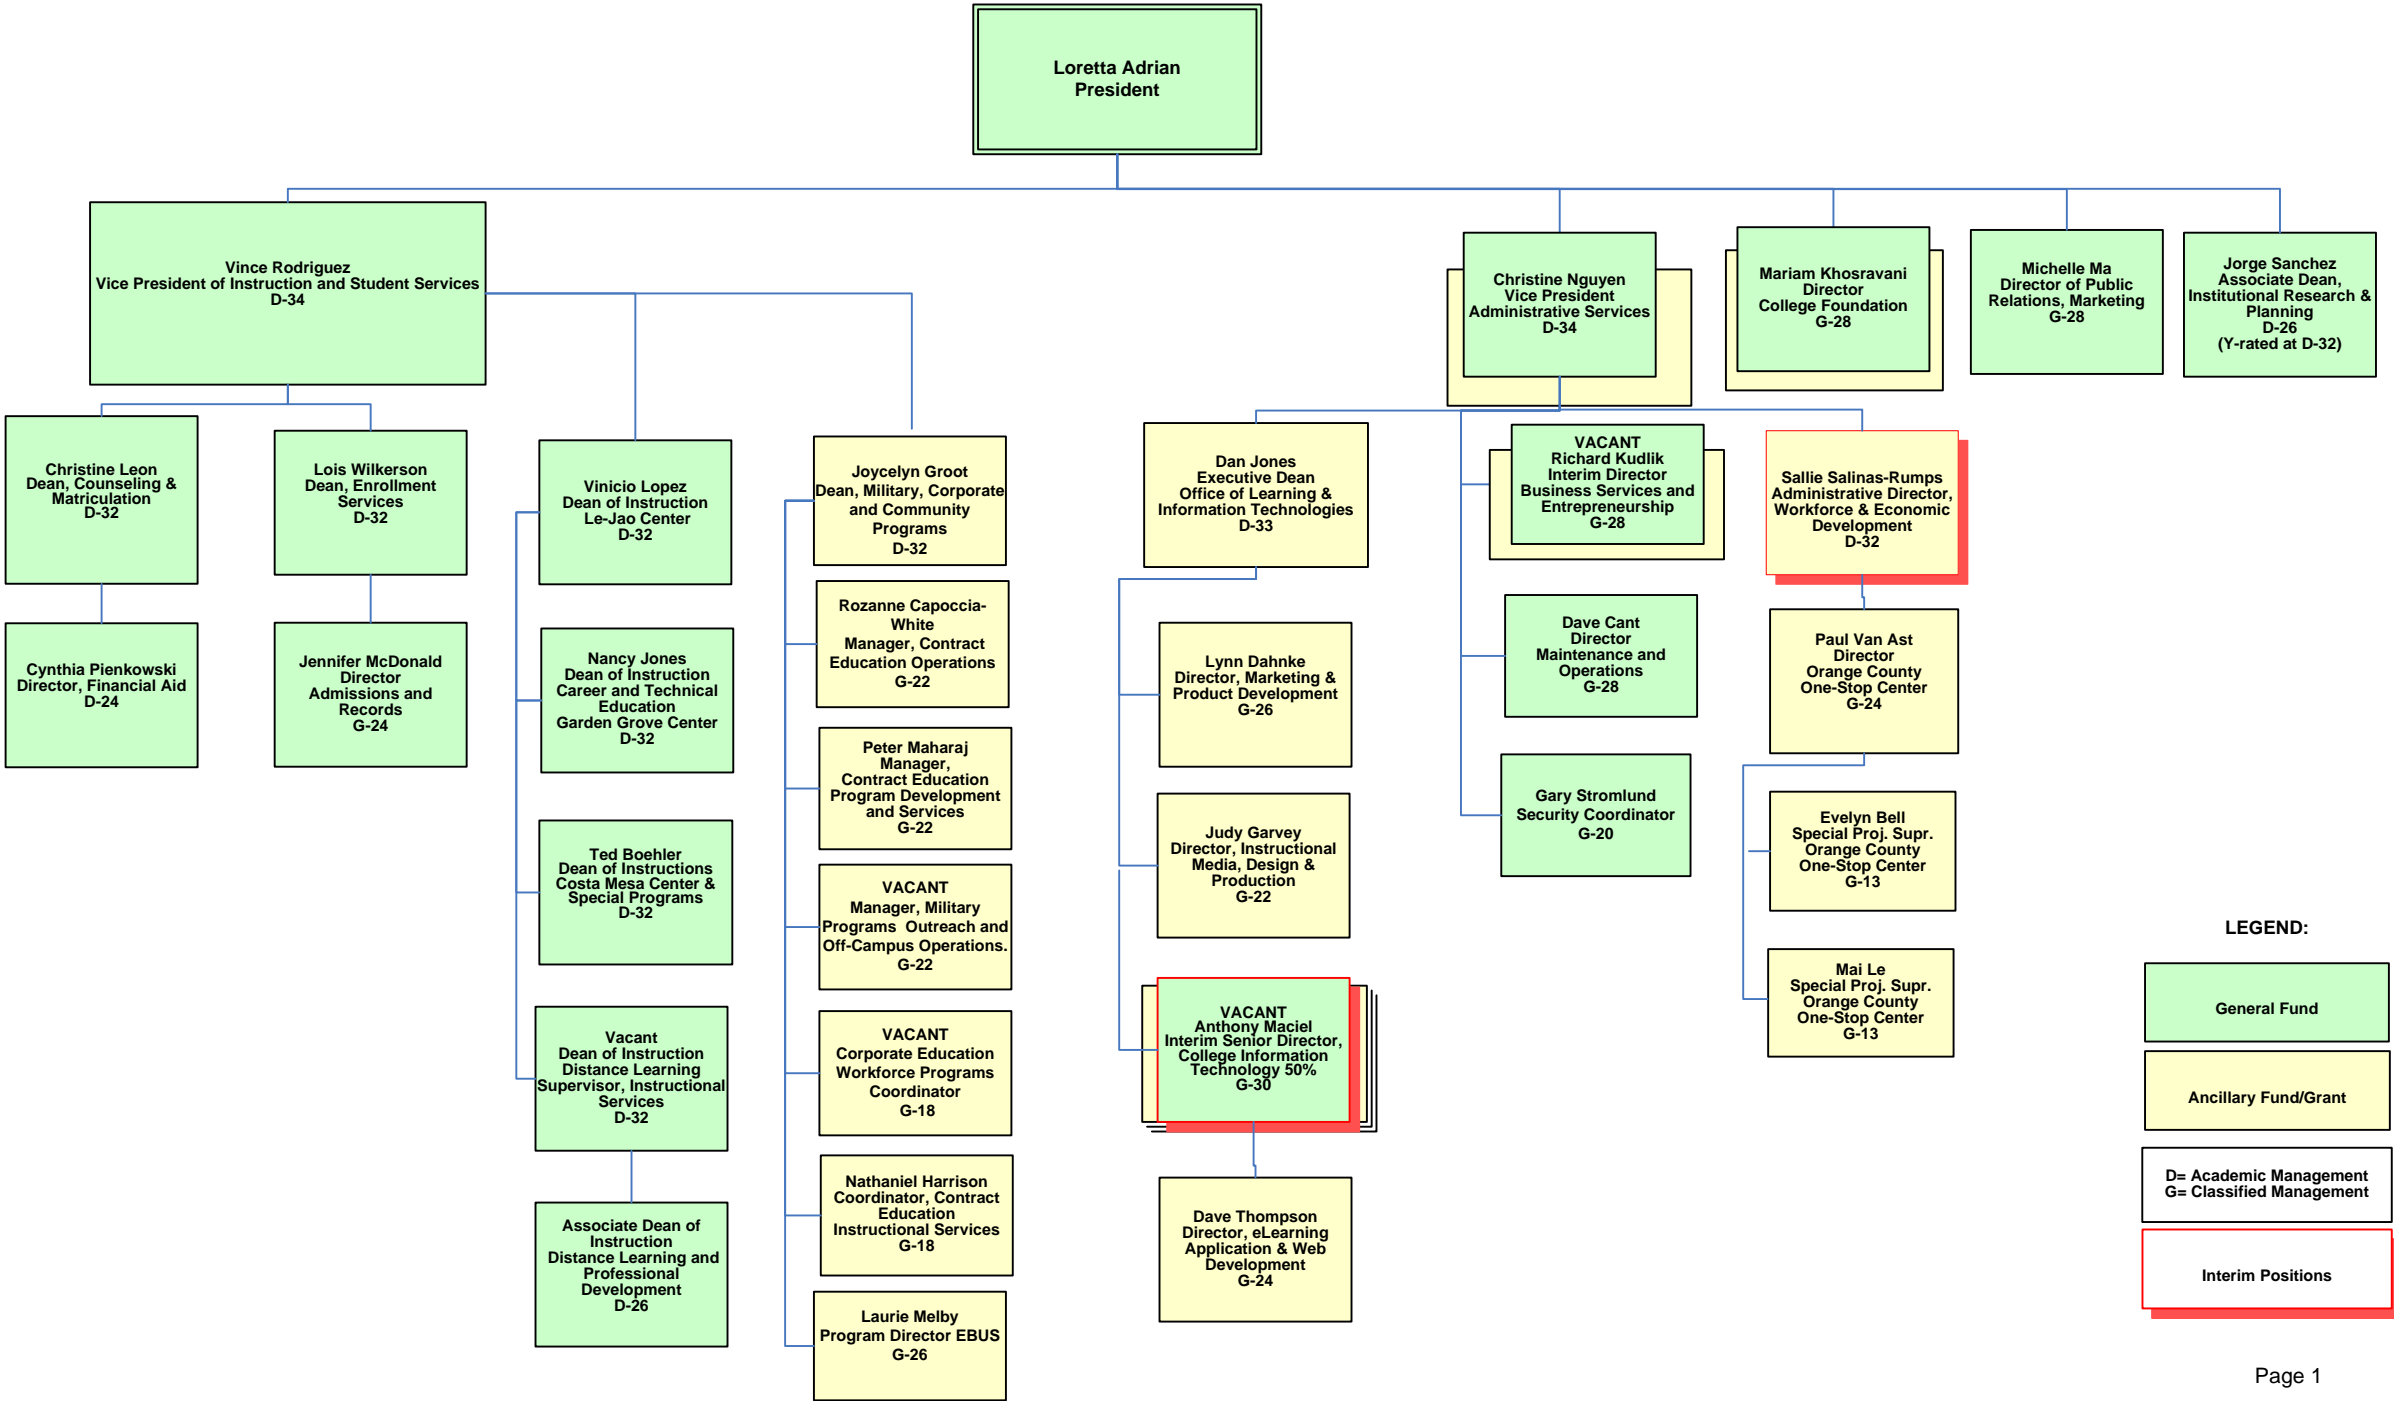 Loretta Adrian
President
Vince Rodriguez
Vice President of Instruction and Student Services
D-34
Christine Nguyen
Vice President
Administrative Services
D-34
Mariam Khosravani
Director
College Foundation
G-28
Michelle Ma
Director of Public
Relations, Marketing
G-28
Jorge Sanchez
Associate Dean,
Institutional Research &
Planning
D-26
(Y-rated at D-32)
Christine Leon
Dean, Counseling &
Matriculation
D-32
Cynthia Pienkowski
Director, Financial Aid
D-24
Lois Wilkerson
Dean, Enrollment
Services
D-32
Jennifer McDonald
Director
Admissions and
Records
G-24
Vinicio Lopez
Dean of Instruction
Le-Jao Center
D-32
Nancy Jones
Dean of Instruction
Career and Technical
Education
Garden Grove Center
D-32
Ted Boehler
Dean of Instructions
Costa Mesa Center &
Special Programs
D-32
Vacant
Dean of Instruction
Distance Learning
Supervisor, Instructional
Services
D-32
Associate Dean of
Instruction
Distance Learning and
Professional
Development
D-26
Joycelyn Groot
Dean, Military, Corporate
and Community
Programs
D-32
Rozanne Capoccia-
White
Manager, Contract
Education Operations
G-22
Peter Maharaj
Manager,
Contract Education
Program Development
and Services
G-22
VACANT
Manager, Military
Programs  Outreach and
Off-Campus Operations.
G-22
VACANT
Corporate Education
Workforce Programs
Coordinator
G-18
Nathaniel Harrison
Coordinator, Contract
Education
Instructional Services
G-18
Laurie Melby
Program Director EBUS
G-26
Dan Jones
Executive Dean
Office of Learning &
Information Technologies
D-33
Lynn Dahnke
Director, Marketing &
Product Development
G-26
Judy Garvey
Director, Instructional
Media, Design &
Production
G-22
VACANT
Anthony Maciel
Interim Senior Director,
College Information
Technology 50%
G-30
Dave Thompson
Director, eLearning
Application & Web
Development
G-24
VACANT
Richard Kudlik
Interim Director
Business Services and
Entrepreneurship
G-28
Dave Cant
Director
Maintenance and
Operations
G-28
Gary Stromlund
Security Coordinator
G-20
Sallie Salinas-Rumps
Administrative Director,
Workforce & Economic
Development
D-32
Paul Van Ast
Director
Orange County
One-Stop Center
G-24
Evelyn Bell
Special Proj. Supr.
Orange County
One-Stop Center
G-13
Mai Le
Special Proj. Supr.
Orange County
One-Stop Center
G-13
LEGEND:
General Fund
Ancillary Fund/Grant
D= Academic Management
G= Classified Management
Interim Positions
Page 1